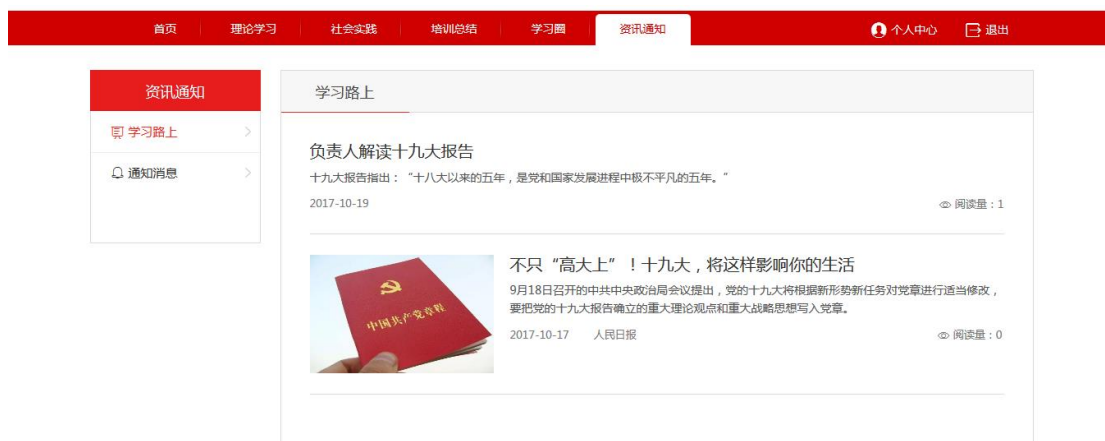 首页 理论学习 社会实践 培训总结 学习圈 资讯通知 个人中心 退出
资讯通知
学习路上
通知消息
学习路上
负责人解读十九大报告
十九大报告指出：“十八大以来的五年，是党和国家发展进程中极不平凡的五年。”
2017-10-19 阅读量：1
中国共产党章程
不只“高大上”！十九大，将这样影响你的生活
9月18日召开的中共中央政治局会议提出，党的十九大将根据新形势新任务对党章进行适当修改，
要把党的十九大报告确立的重大理论观点和重大战略思想写入党章。
2017-10-17 人民日报 阅读量：0